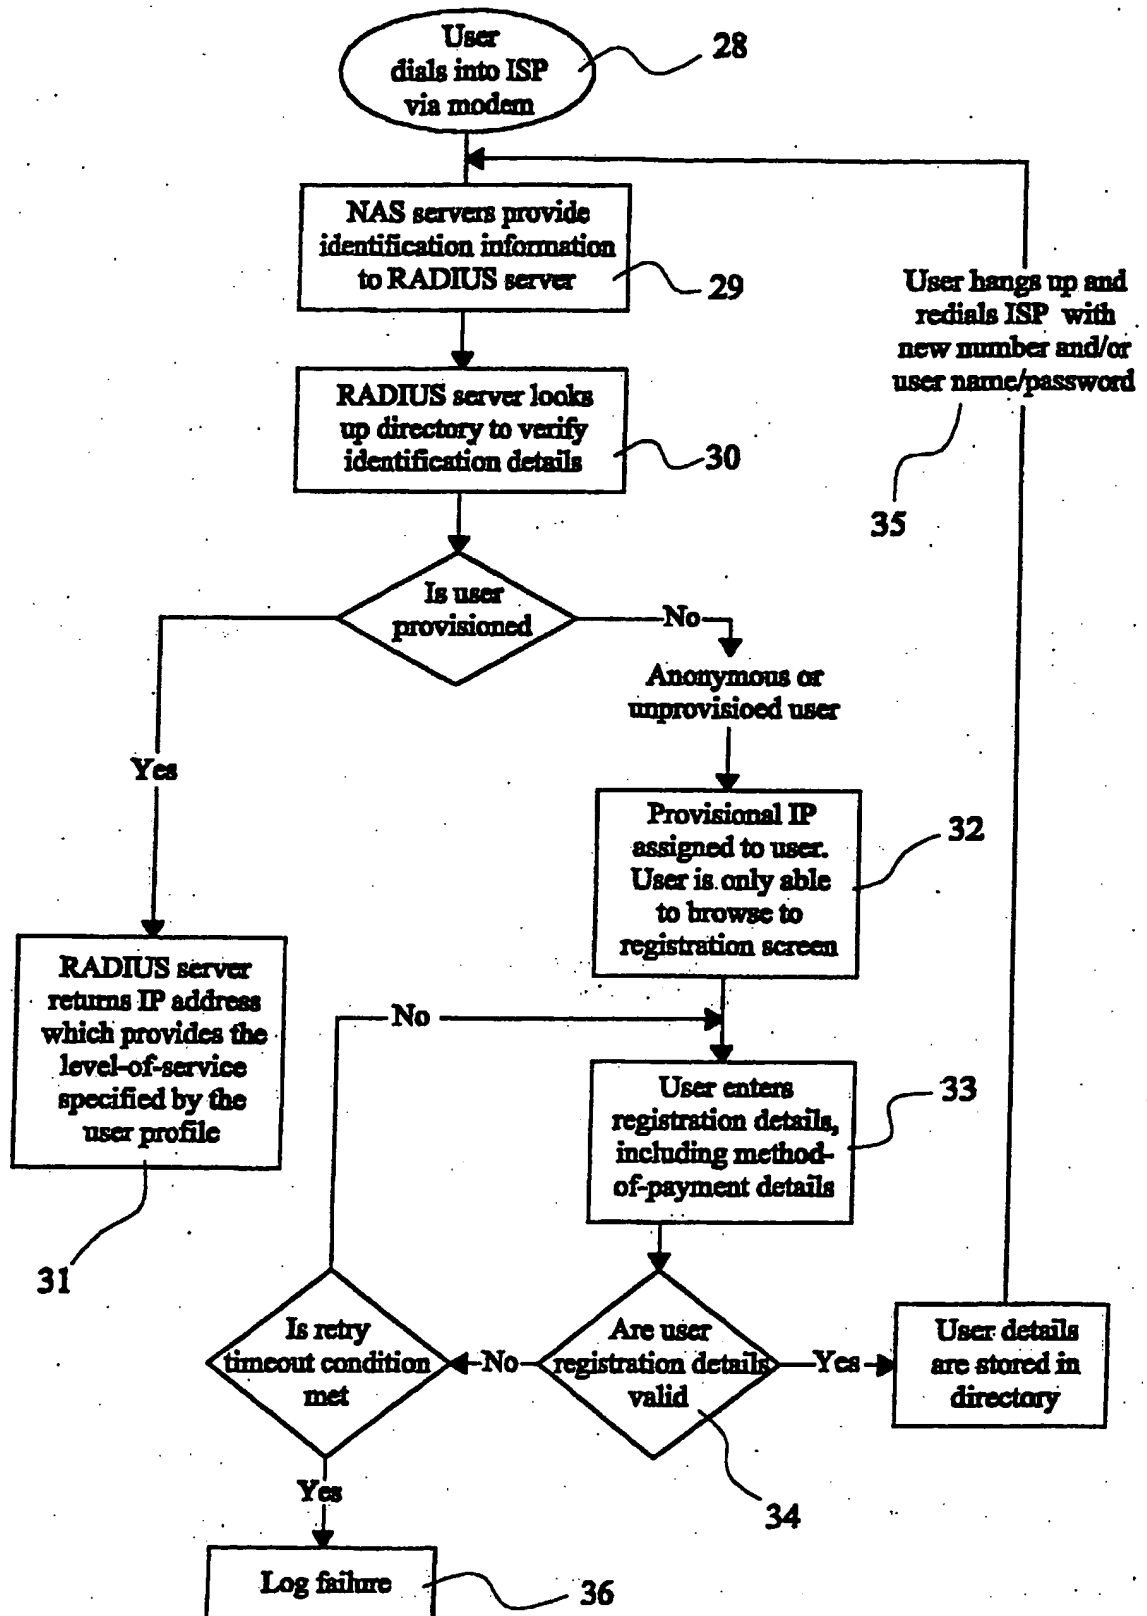 User
dials into ISP
via modem
28
NAS servers provide
identification information
to RADIUS server
29
User hangs up and
redials ISP with
new number and/or
user name/password
35
RADIUS server looks
up directory to verify
identification details
30
Is user
provisioned
No
Anonymous or
unprovisioed user
Yes
Provisional IP
assigned to user.
User is only able
to browse to
registration screen
32
RADIUS server
returns IP address
which provides the
level-of-service
specified by the
user profile
31
No
User enters
registration details,
including method-
of-payment details
33
Is retry
timeout condition
met
No
Are user
registration details
valid
34
Yes
User details
are stored in
directory
Yes
Log failure
36